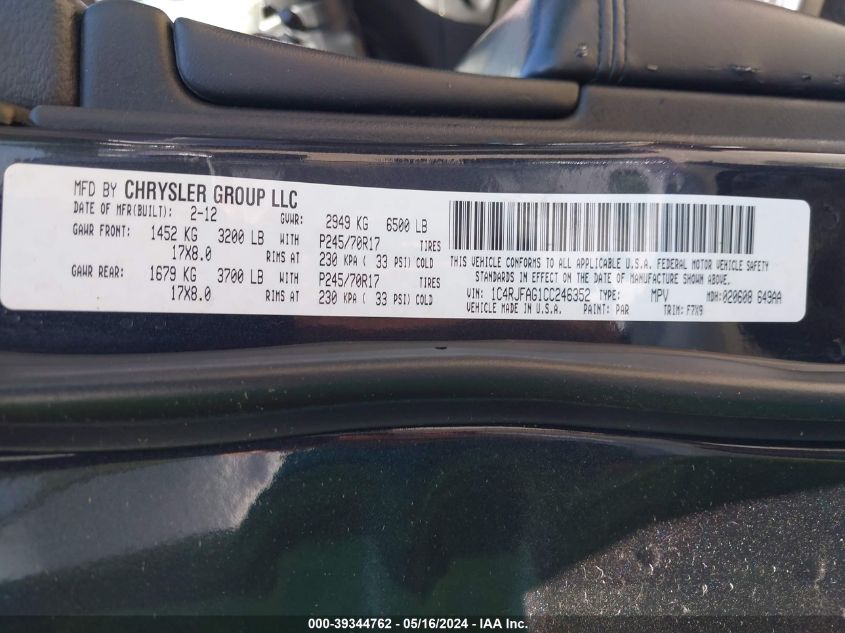 MFD BY CHRYSLER GROUP LLC
DATE OF MFR(BUILT): 2-12 GVWR: 2949 KG 6500 LB
GAWR FRONT: 1452 KG 3200 LB WITH P245/70R17 TIRES
17X8.0 RIMS AT 230 KPA ( 33 PSI) COLD
GAWR REAR: 1679 KG 3700 LB WITH P245/70R17 TIRES
17X8.0 RIMS AT 230 KPA ( 33 PSI) COLD
THIS VEHICLE CONFORMS TO ALL APPLICABLE U.S.A. FEDERAL MOTOR VEHICLE SAFETY
STANDARDS IN EFFECT ON THE DATE OF MANUFACTURE SHOWN ABOVE.
VIN: 1C4RJFAG1CC246352 TYPE: MPV MDH:020608 649AA
VEHICLE MADE IN U.S.A. PAINT: PAR TRIM: F7X9
000-39344762 - 05/16/2024 - IAA Inc.